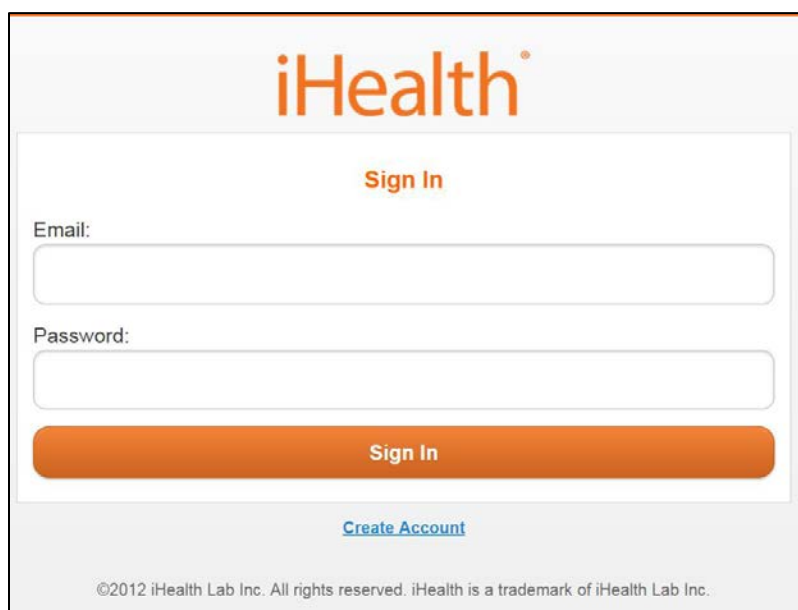 iHealth®
Sign In
Email:
Password:
Sign In
Create Account
©2012 iHealth Lab Inc. All rights reserved. iHealth is a trademark of iHealth Lab Inc.